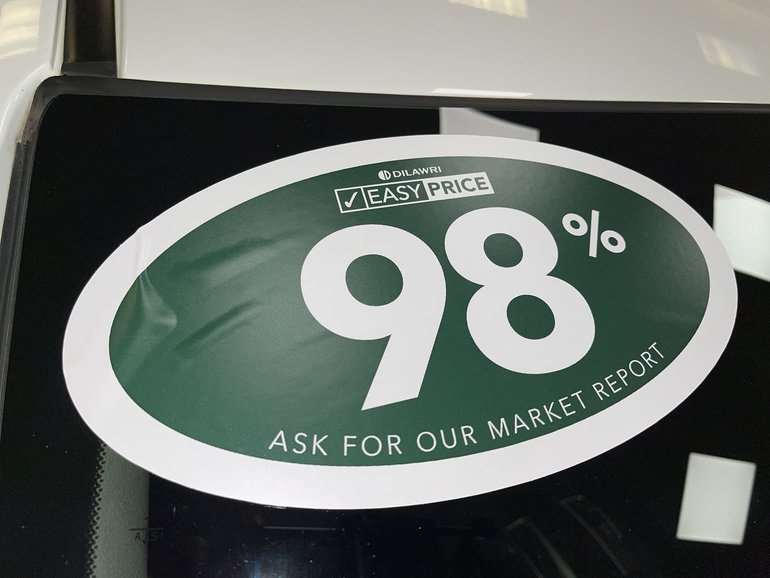 DILAWRI
✓ EASY PRICE
98%
ASK FOR OUR MARKET REPORT